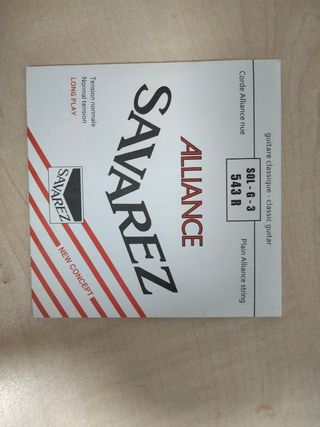 guitare classique - classic guitar
Corde Alliance nue
SOL - G - 3
543 R
Plain Alliance string
ALLIANCE
SAVAREZ
Tension normale
Normal tension
LONG PLAY
SAVAREZ
NEW CONCEPT